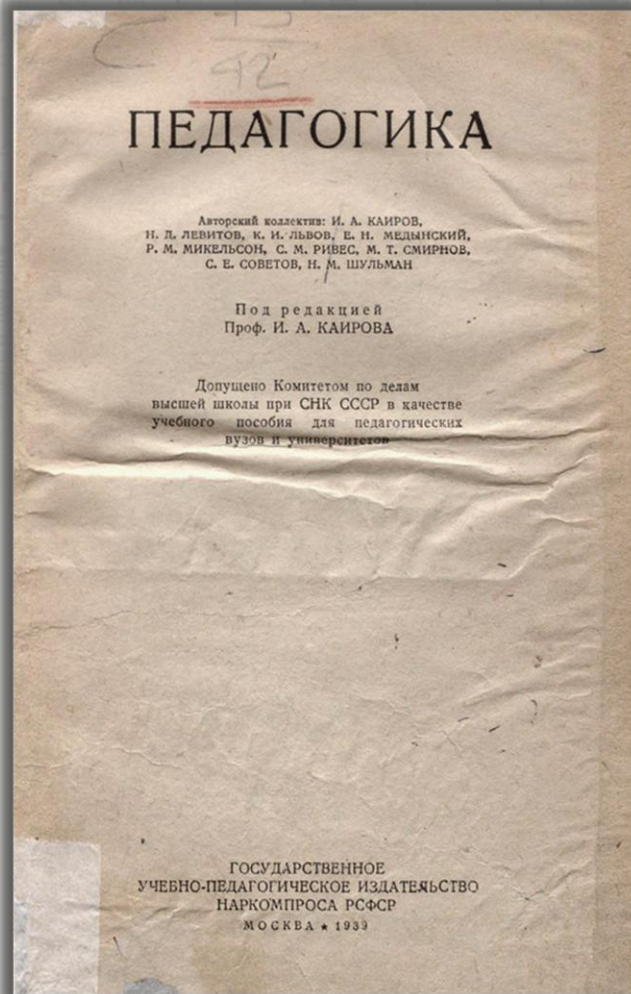 42
ПЕДАГОГИКА
Авторский коллектив: И. А. КАИРОВ,
Н. Д. ЛЕВИТОВ, К. И. ЛЬВОВ, Е. Н. МЕДЫНСКИЙ,
Р. М. МИКЕЛЬСОН, С. М. РИВЕС, М. Т. СМИРНОВ,
С. Е. СОВЕТОВ, Н. М. ШУЛЬМАН
Под редакцией
Проф. И. А. КАИРОВА
Допущено Комитетом по делам
высшей школы при СНК СССР в качестве
учебного пособия для педагогических
вузов и университетов
ГОСУДАРСТВЕННОЕ
УЧЕБНО-ПЕДАГОГИЧЕСКОЕ ИЗДАТЕЛЬСТВО
НАРКОМПРОСА РСФСР
МОСКВА ★ 1939